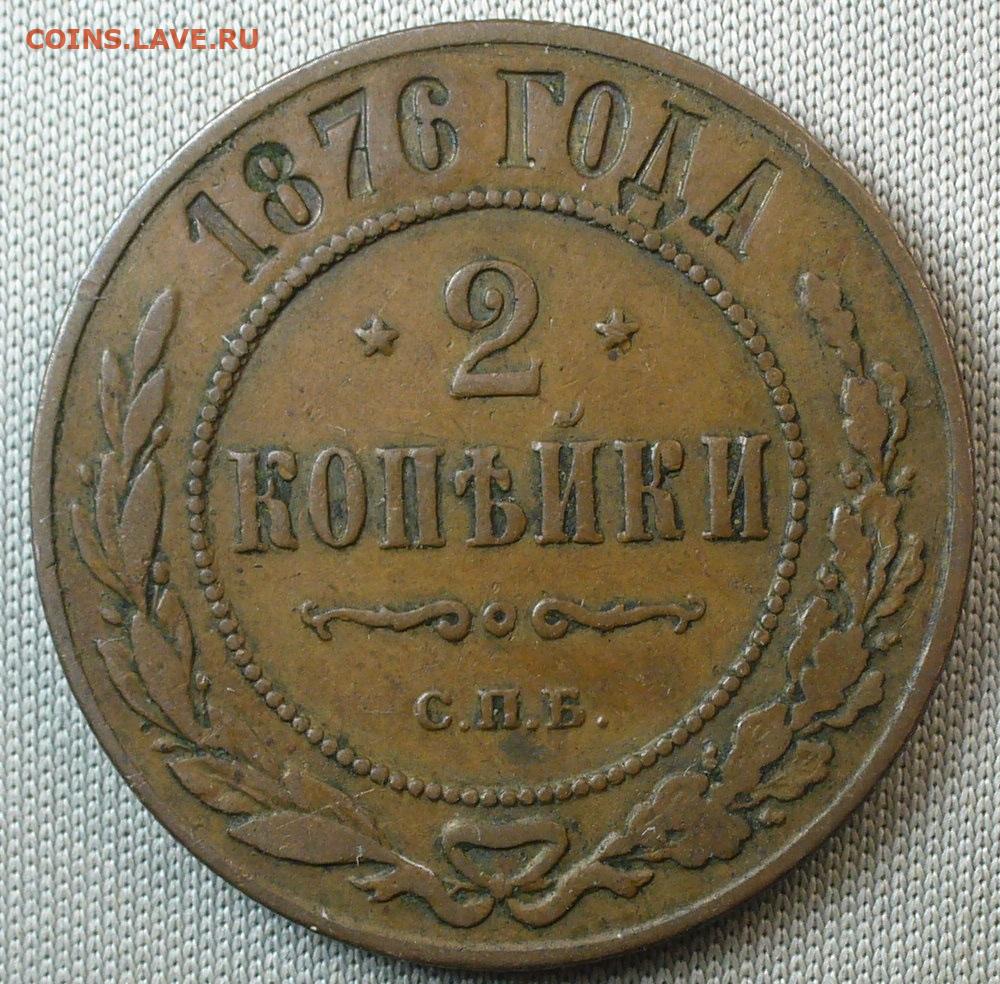 COINS.LAVE.RU
1876 ГОДА
2
КОПѢЙКИ
С.П.Б.